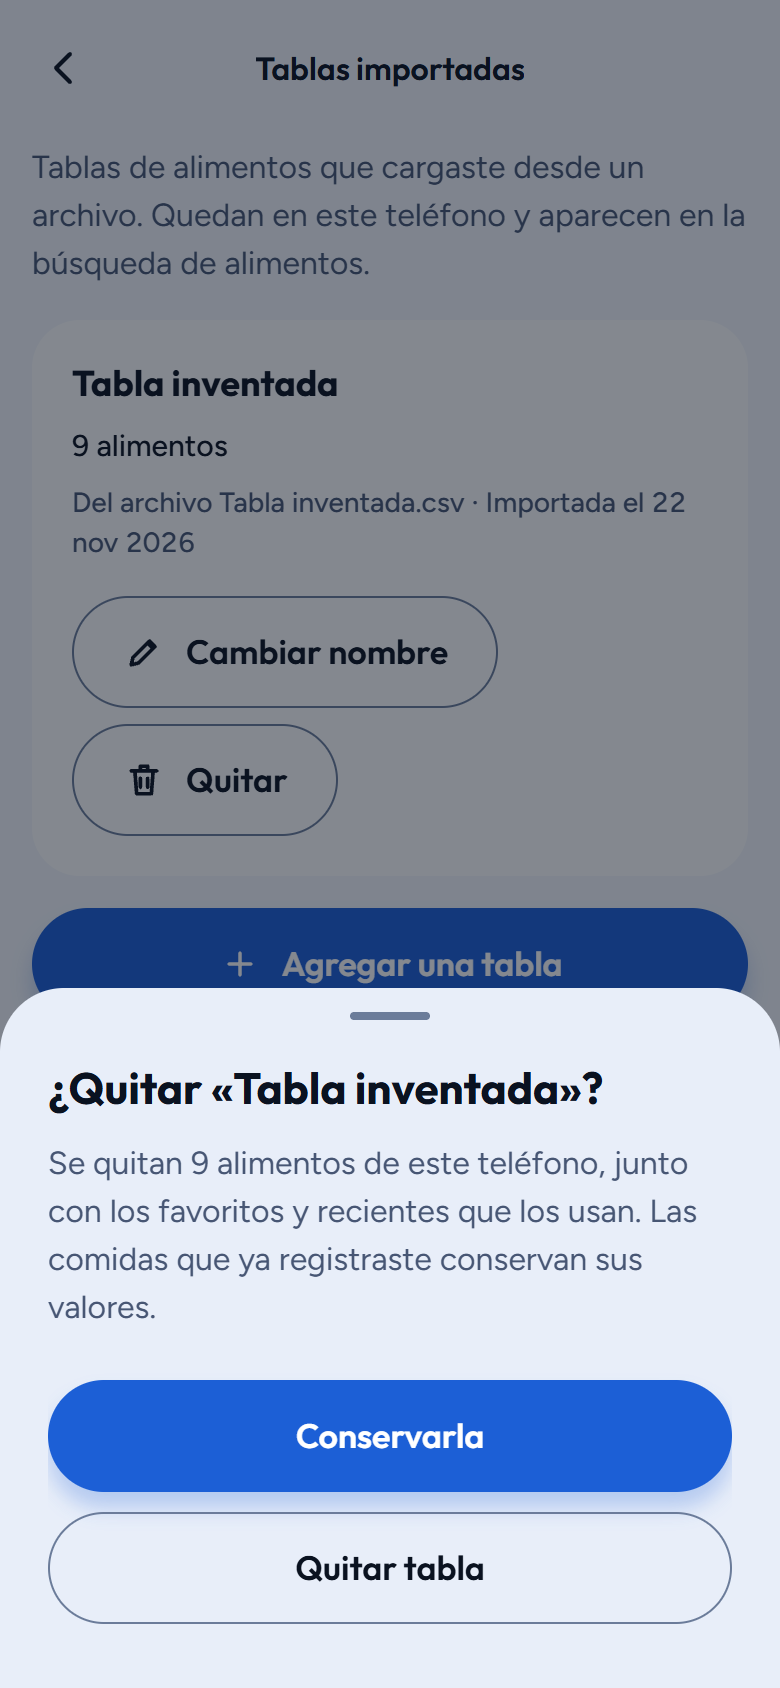 Tablas importadas
Tablas de alimentos que cargaste desde un
archivo. Quedan en este teléfono y aparecen en la
búsqueda de alimentos.
Tabla inventada
9 alimentos
Del archivo Tabla inventada.csv · Importada el 22
nov 2026
Cambiar nombre
Quitar
Agregar una tabla
¿Quitar «Tabla inventada»?
Se quitan 9 alimentos de este teléfono, junto
con los favoritos y recientes que los usan. Las
comidas que ya registraste conservan sus
valores.
Conservarla
Quitar tabla